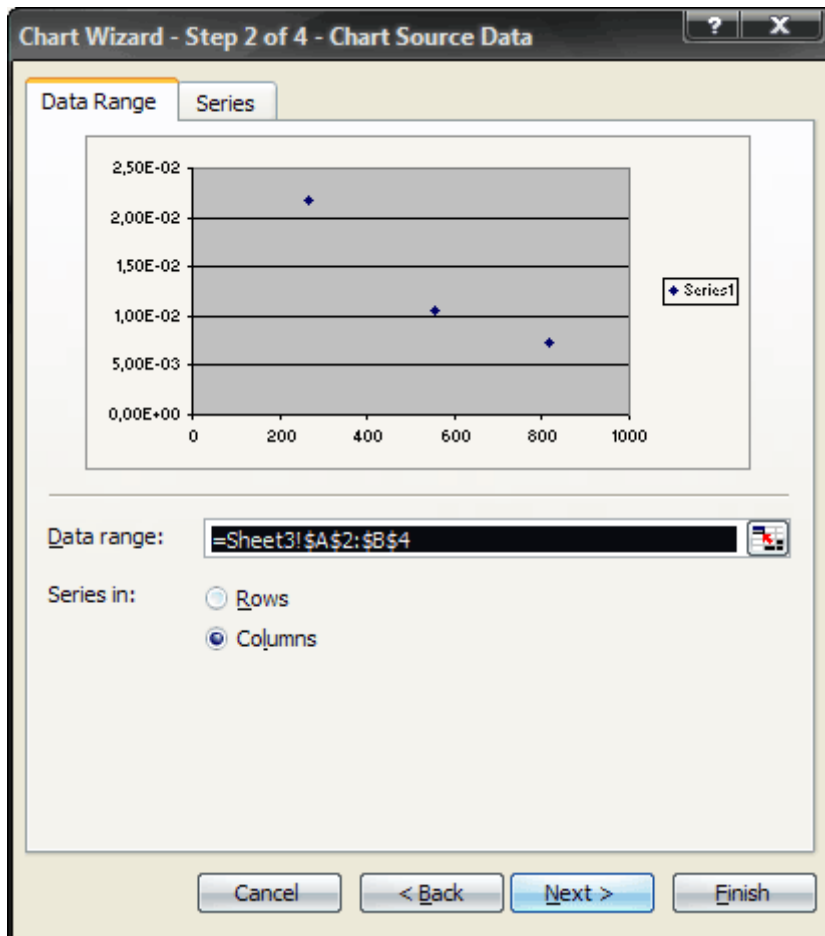 Chart Wizard - Step 2 of 4 - Chart Source Data
? X
Data Range Series
2,50E-02
2,00E-02
1,50E-02
1,00E-02
5,00E-03
0,00E+00
0 200 400 600 800 1000
Series1
Data range: =Sheet3!$A$2:$B$4
Series in: Rows
Columns
Cancel < Back Next > Finish